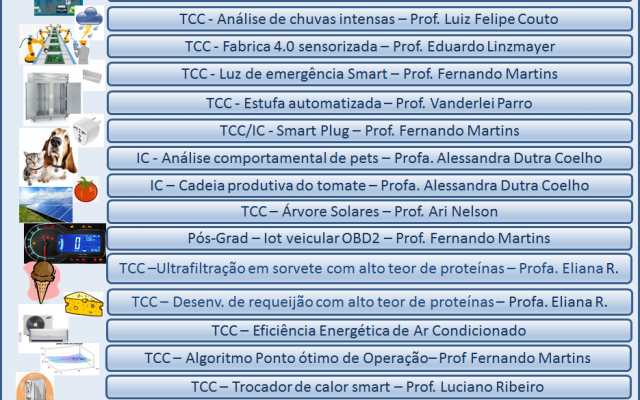 TCC - Análise de chuvas intensas – Prof. Luiz Felipe Couto
TCC - Fabrica 4.0 sensorizada – Prof. Eduardo Linzmayer
TCC - Luz de emergência Smart – Prof. Fernando Martins
TCC - Estufa automatizada – Prof. Vanderlei Parro
TCC/IC - Smart Plug – Prof. Fernando Martins
IC - Análise comportamental de pets – Profa. Alessandra Dutra Coelho
IC – Cadeia produtiva do tomate – Profa. Alessandra Dutra Coelho
TCC – Árvore Solares – Prof. Ari Nelson
Pós-Grad – Iot veicular OBD2 – Prof. Fernando Martins
TCC –Ultrafiltração em sorvete com alto teor de proteínas – Profa. Eliana R.
TCC – Desenv. de requeijão com alto teor de proteínas – Profa. Eliana R.
TCC – Eficiência Energética de Ar Condicionado
TCC – Algoritmo Ponto ótimo de Operação– Prof Fernando Martins
TCC – Trocador de calor smart – Prof. Luciano Ribeiro